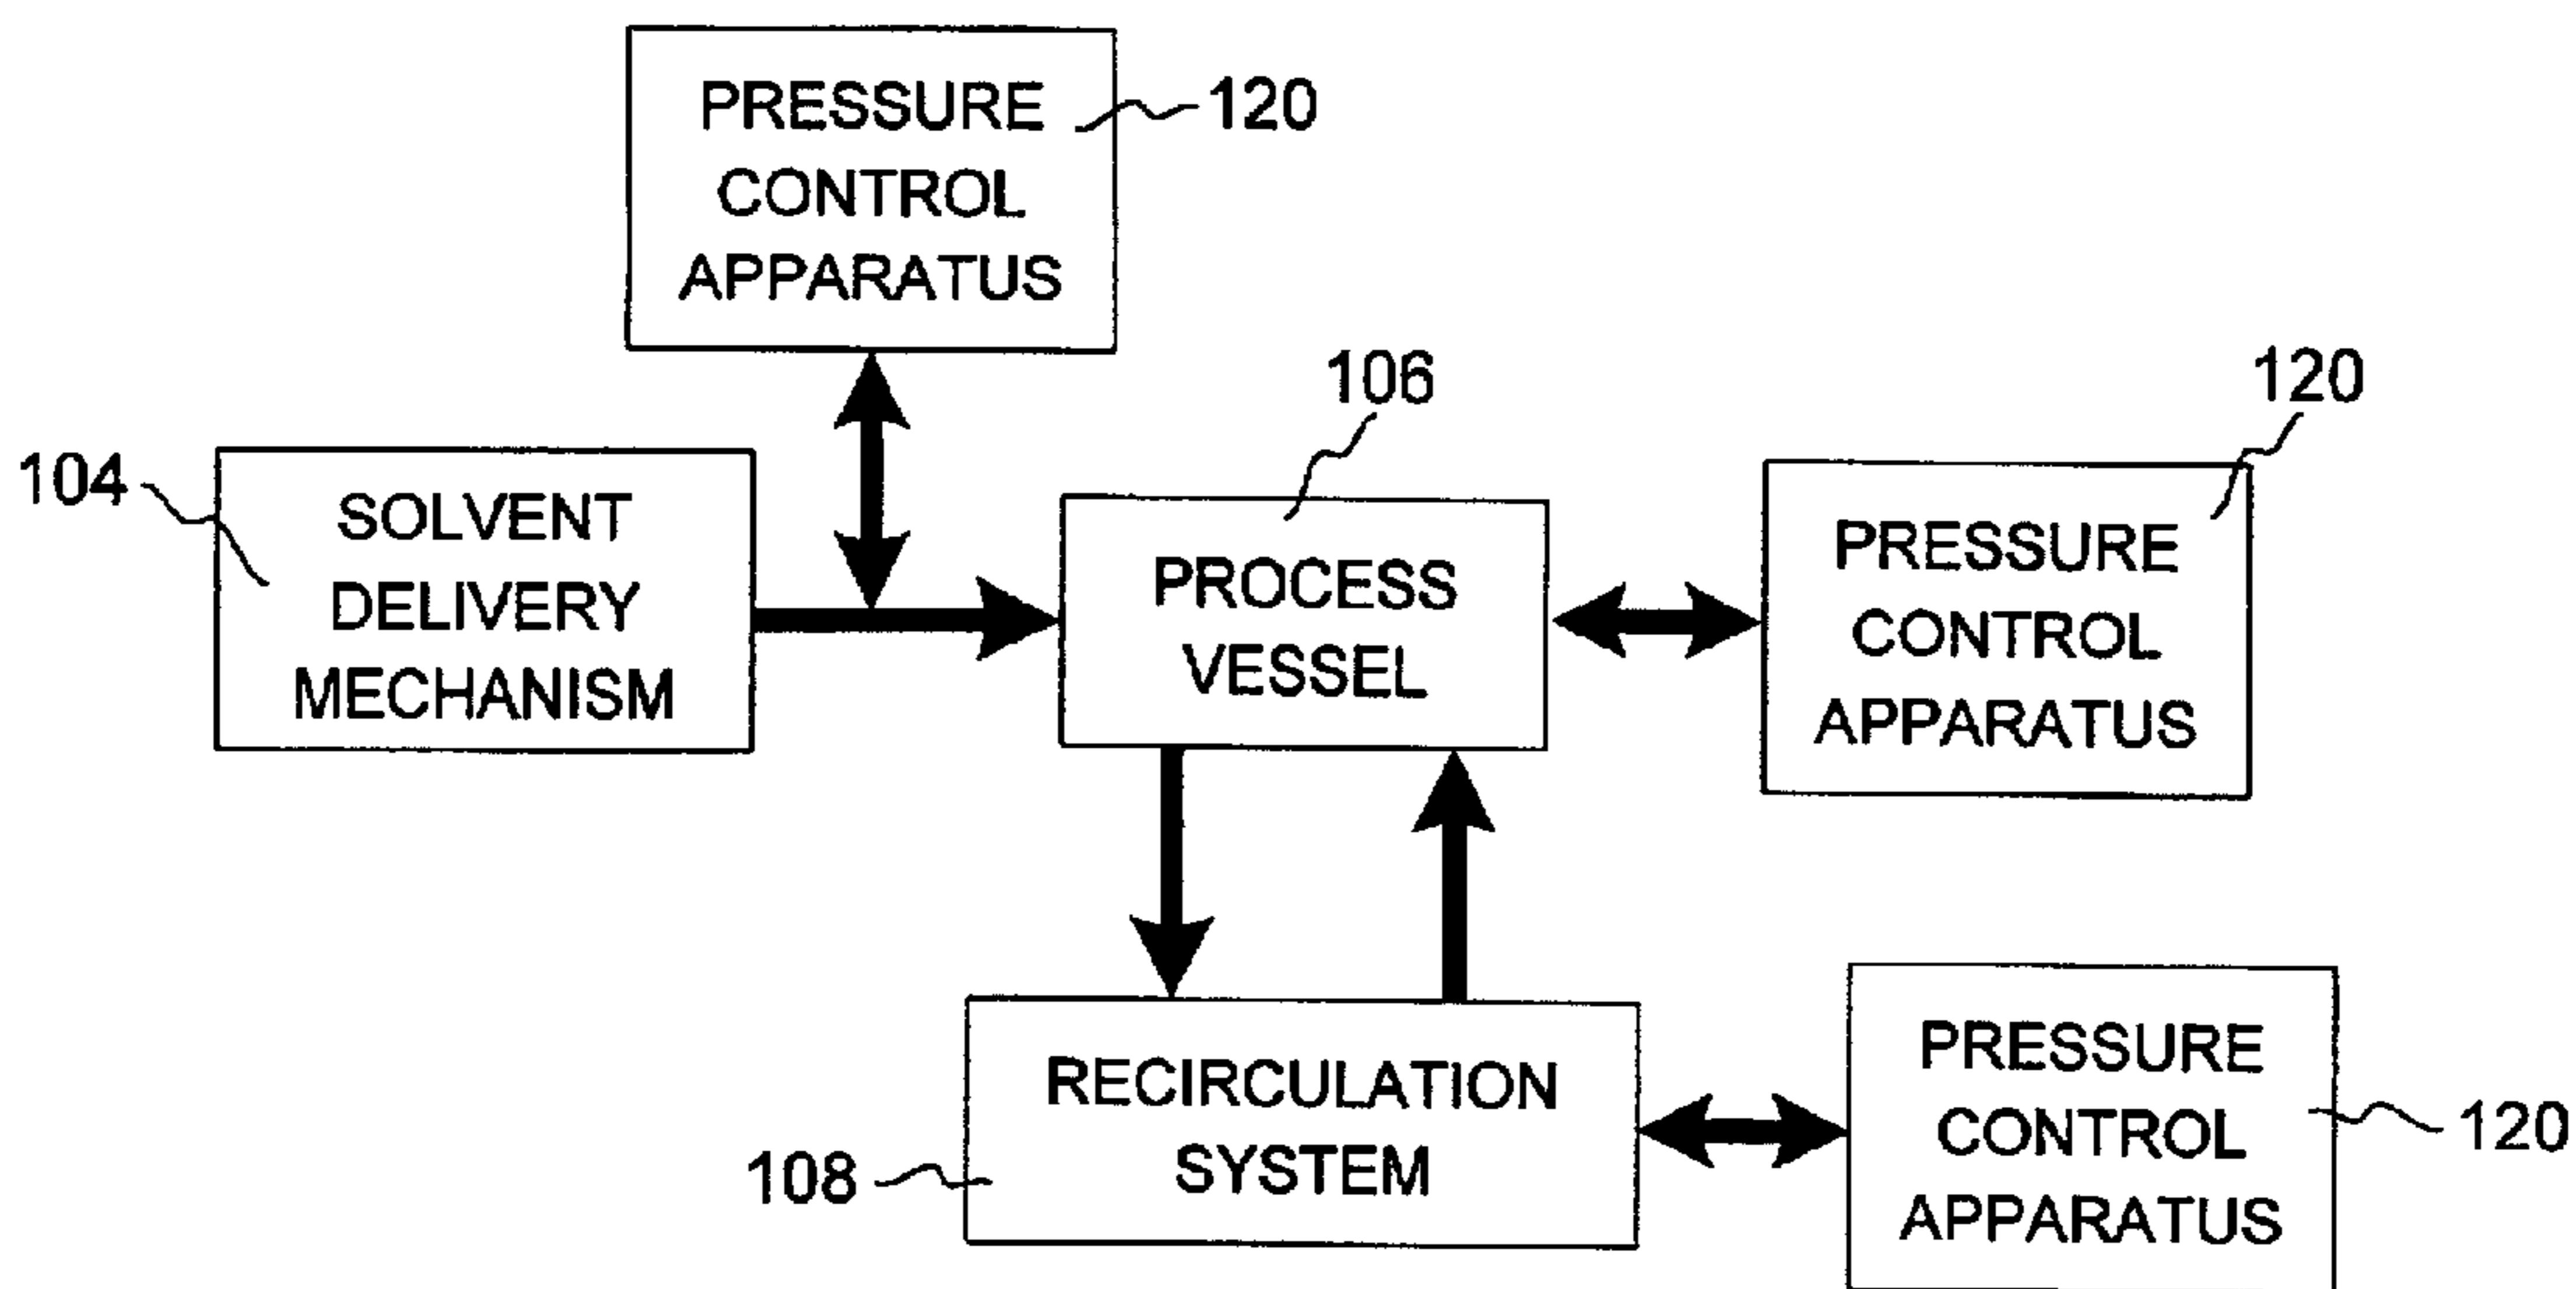 PRESSURE
CONTROL
APPARATUS
120
104
SOLVENT
DELIVERY
MECHANISM
106
PROCESS
VESSEL
120
PRESSURE
CONTROL
APPARATUS
108
RECIRCULATION
SYSTEM
PRESSURE
CONTROL
APPARATUS
120